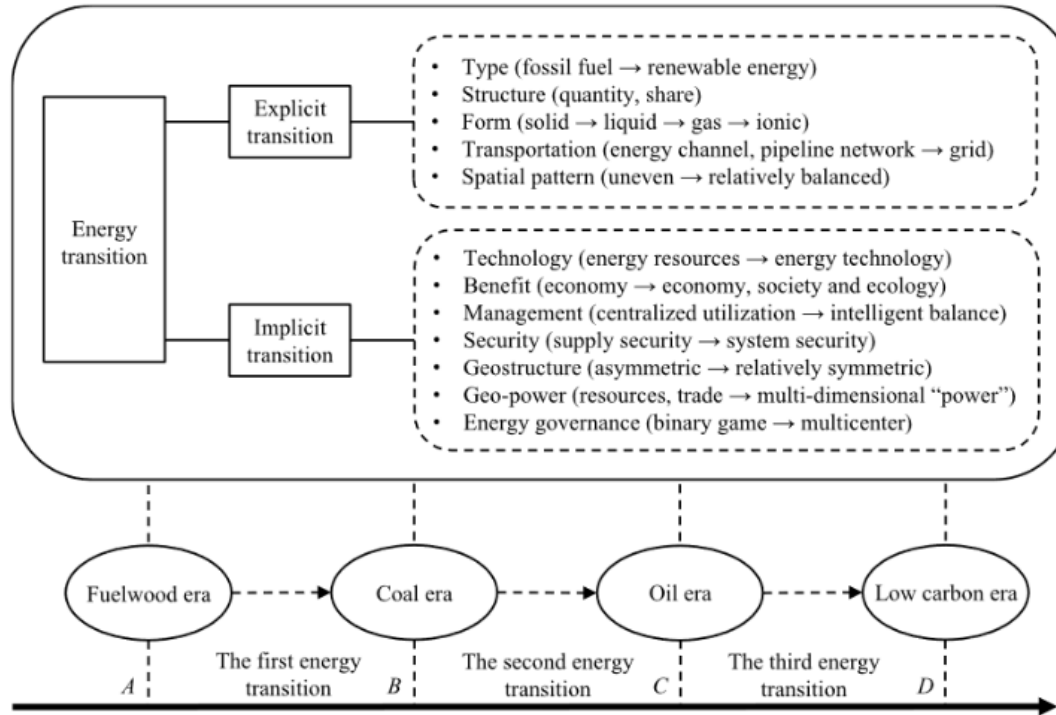 • Type (fossil fuel → renewable energy)
• Structure (quantity, share)
• Form (solid → liquid → gas → ionic)
• Transportation (energy channel, pipeline network → grid)
• Spatial pattern (uneven → relatively balanced)
Explicit
transition
Energy
transition
Implicit
transition
• Technology (energy resources → energy technology)
• Benefit (economy → economy, society and ecology)
• Management (centralized utilization → intelligent balance)
• Security (supply security → system security)
• Geostructure (asymmetric → relatively symmetric)
• Geo-power (resources, trade → multi-dimensional “power”)
• Energy governance (binary game → multicenter)
Fuelwood era
Coal era
Oil era
Low carbon era
The first energy
transition
The second energy
transition
The third energy
transition
A
B
C
D